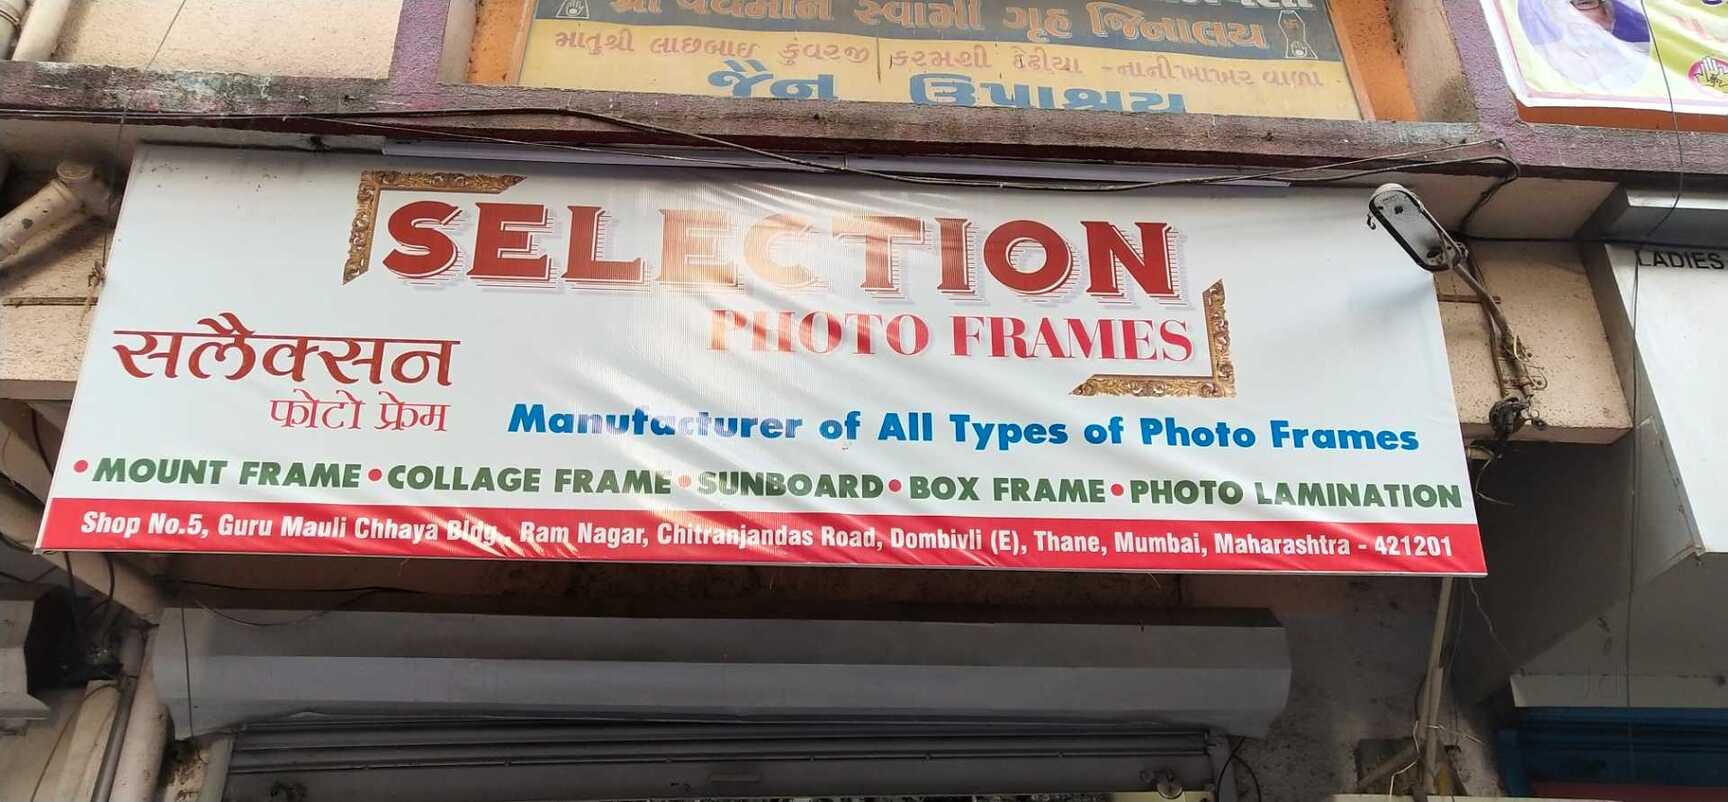 શ્રી વર્ધમાન સ્વામી ગૃહ જિનાલય
માતુશ્રી લાછબાઇ કુંવરજી કરમશી દેઢીયા - નાની ખાખર વાળા
જૈન ઉપાશ્રય
SELECTION
PHOTO FRAMES
सलैक्सन
फोटो फ्रेम
Manufacturer of All Types of Photo Frames
•MOUNT FRAME•COLLAGE FRAME•SUNBOARD•BOX FRAME•PHOTO LAMINATION
Shop No.5, Guru Mauli Chhaya Bldg., Ram Nagar, Chitranjandas Road, Dombivli (E), Thane, Mumbai, Maharashtra - 421201
LADIES